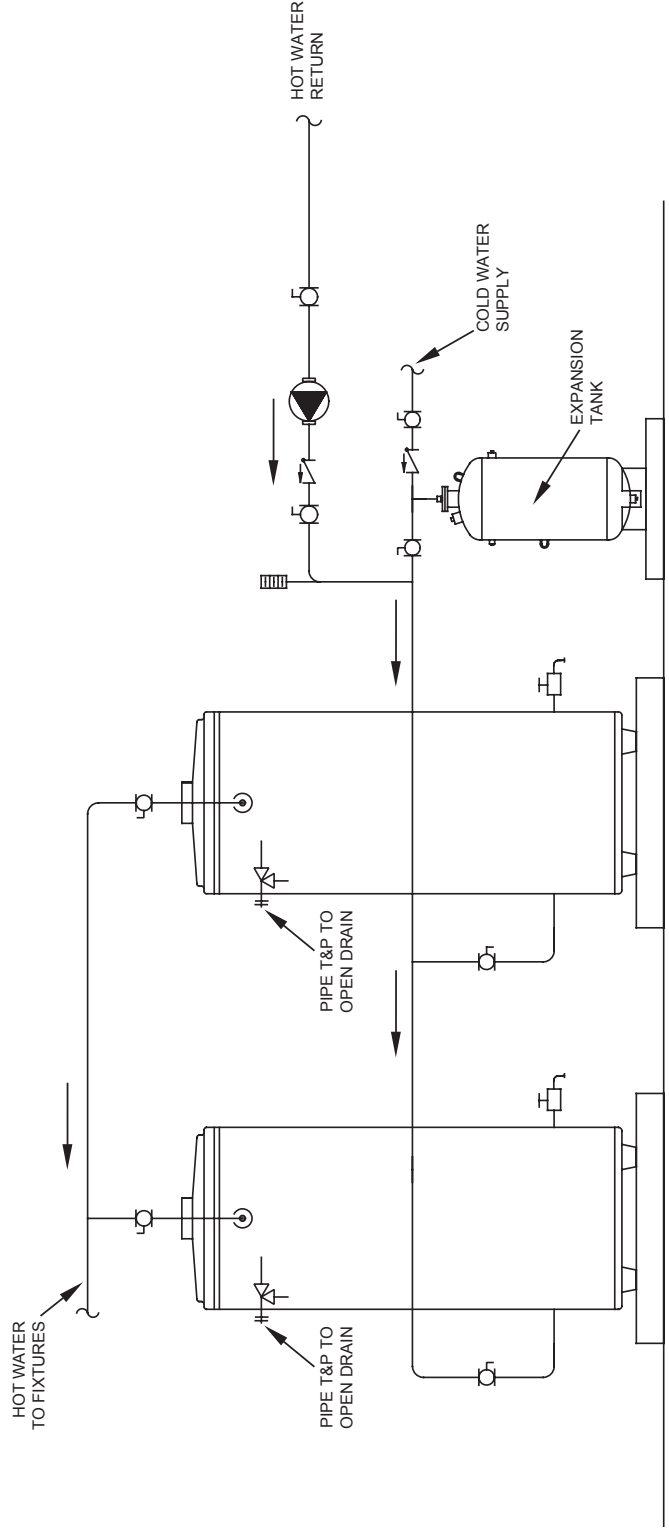 HOT WATER
TO FIXTURES
PIPE T&P TO
OPEN DRAIN
PIPE T&P TO
OPEN DRAIN
HOT WATER
RETURN
COLD WATER
SUPPLY
EXPANSION
TANK